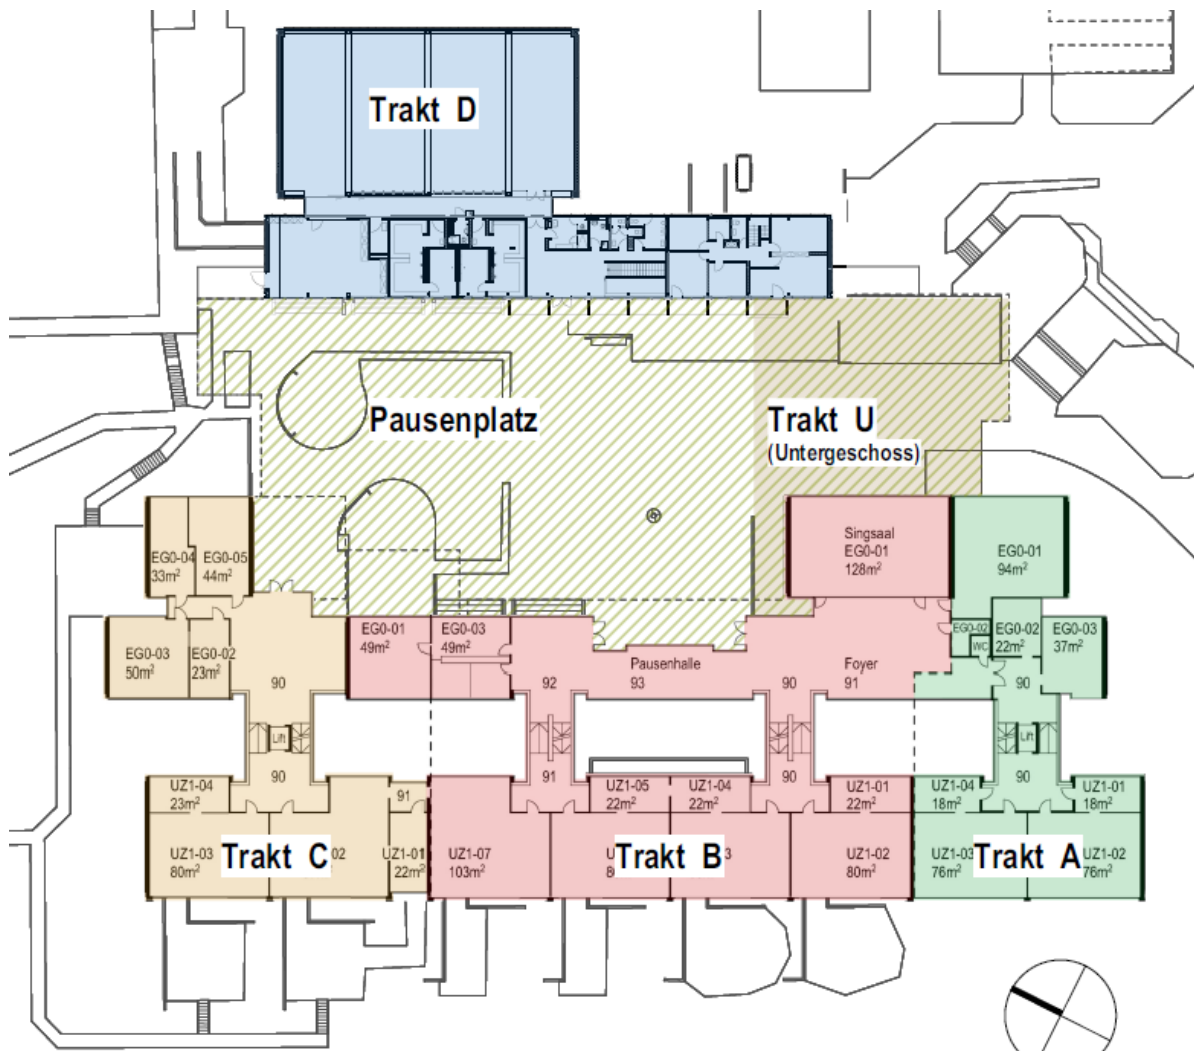 Trakt D
Pausenplatz
Trakt U
(Untergeschoss)
EG0-04
33m²
EG0-05
44m²
Singsaal
EG0-01
128m²
EG0-01
94m²
EG0-03
50m²
EG0-02
23m²
90
EG0-01
49m²
EG0-03
49m²
92
Pausenhalle
93
90
Foyer
91
EG0-02
WC
EG0-02
22m²
EG0-03
37m²
90
Lift
Lift
90
91
90
90
UZ1-04
23m²
91
UZ1-05
22m²
UZ1-04
22m²
UZ1-01
22m²
UZ1-04
18m²
UZ1-01
18m²
UZ1-03
80m²
Trakt C
02
UZ1-01
22m²
UZ1-07
103m²
Trakt B
3
UZ1-02
80m²
UZ1-03
76m²
Trakt A
UZ1-02
76m²